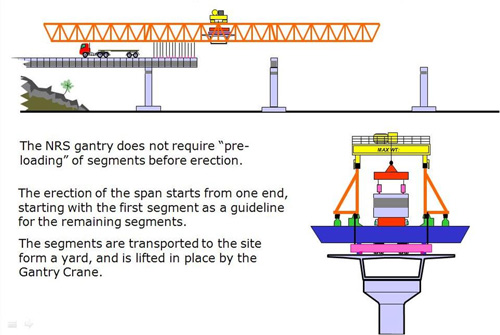 The NRS gantry does not require “pre-
loading” of segments before erection.
The erection of the span starts from one end,
starting with the first segment as a guideline
for the remaining segments.
The segments are transported to the site
form a yard, and is lifted in place by the
Gantry Crane.
MAX WT: